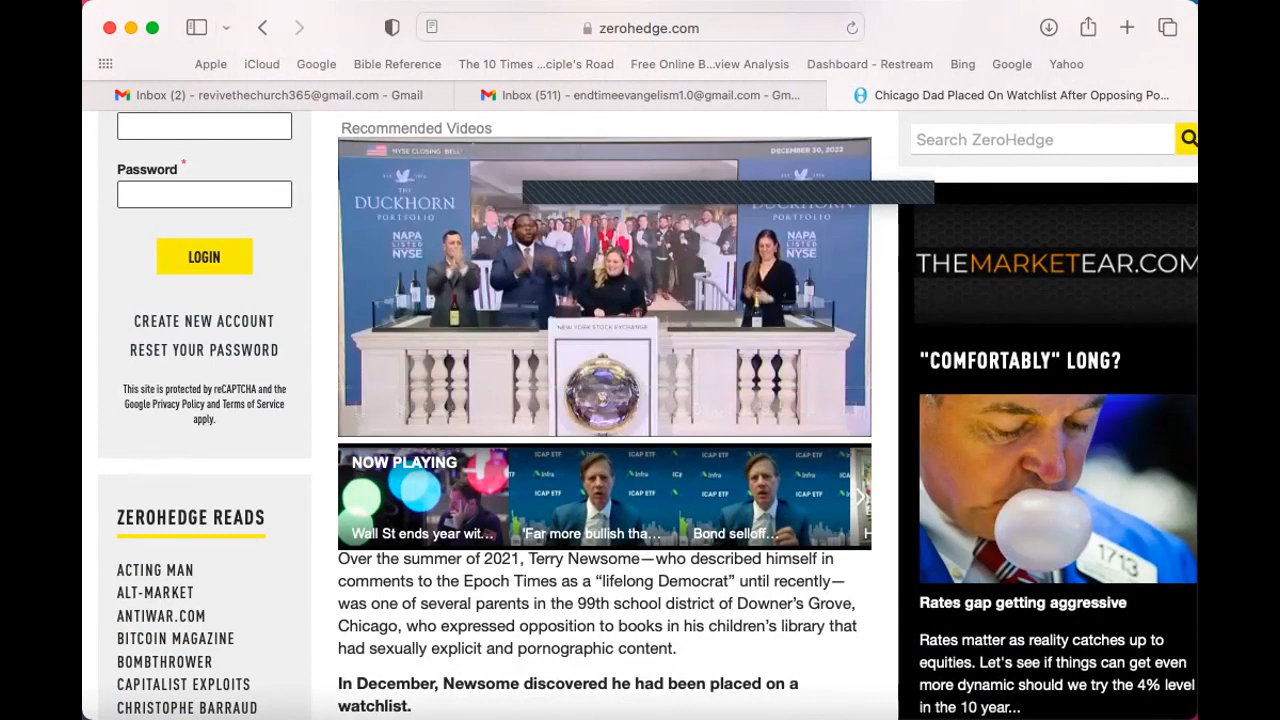 zerohedge.com
Apple iCloud Google Bible Reference The 10 Times ...ciple's Road Free Online B...view Analysis Dashboard - Restream Bing Google Yahoo
Inbox (2) - revivethechurch365@gmail.com - Gmail
Inbox (511) - endtimeevangelism1.0@gmail.com - Gm...
Chicago Dad Placed On Watchlist After Opposing Po...
Password *
LOGIN
CREATE NEW ACCOUNT
RESET YOUR PASSWORD
This site is protected by reCAPTCHA and the
Google Privacy Policy and Terms of Service
apply.
ZEROHEDGE READS
ACTING MAN
ALT-MARKET
ANTIWAR.COM
BITCOIN MAGAZINE
BOMBTHROWER
CAPITALIST EXPLOITS
CHRISTOPHE BARRAUD
Recommended Videos
NYSE CLOSING BELL
DECEMBER 30, 2022
THE
DUCKHORN
PORTFOLIO
NAPA
LISTED
NYSE
DUCKHORN
PORTFOLIO
NAPA
LISTED
NYSE
NEW YORK STOCK EXCHANGE
NOW PLAYING
ICAP ETF
Infra
ICAP ETF
Wall St ends year wit...
'Far more bullish tha...
Bond selloff...
Over the summer of 2021, Terry Newsome—who described himself in
comments to the Epoch Times as a “lifelong Democrat” until recently—
was one of several parents in the 99th school district of Downer’s Grove,
Chicago, who expressed opposition to books in his children’s library that
had sexually explicit and pornographic content.
In December, Newsome discovered he had been placed on a
watchlist.
Search ZeroHedge
THEMARKETEAR.COM
"COMFORTABLY" LONG?
1713
Rates gap getting aggressive
Rates matter as reality catches up to
equities. Let's see if things can get even
more dynamic should we try the 4% level
in the 10 year...